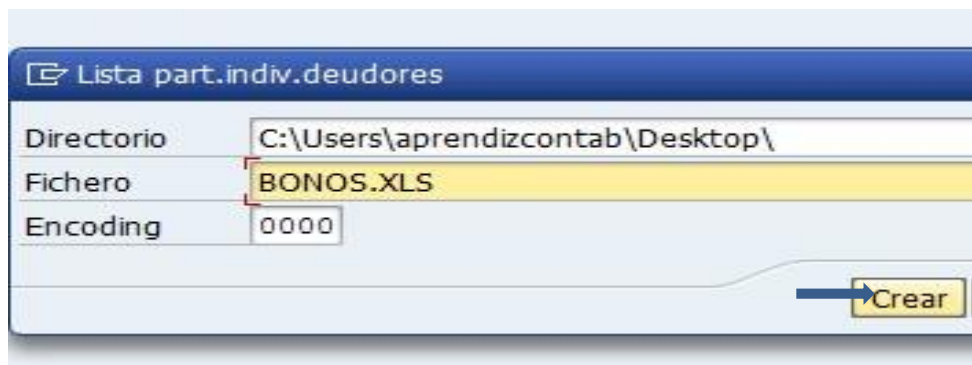 Lista part.indiv.deudores
Directorio C:\Users\aprendizcontab\Desktop\
Fichero BONOS.XLS
Encoding 0000
Crear